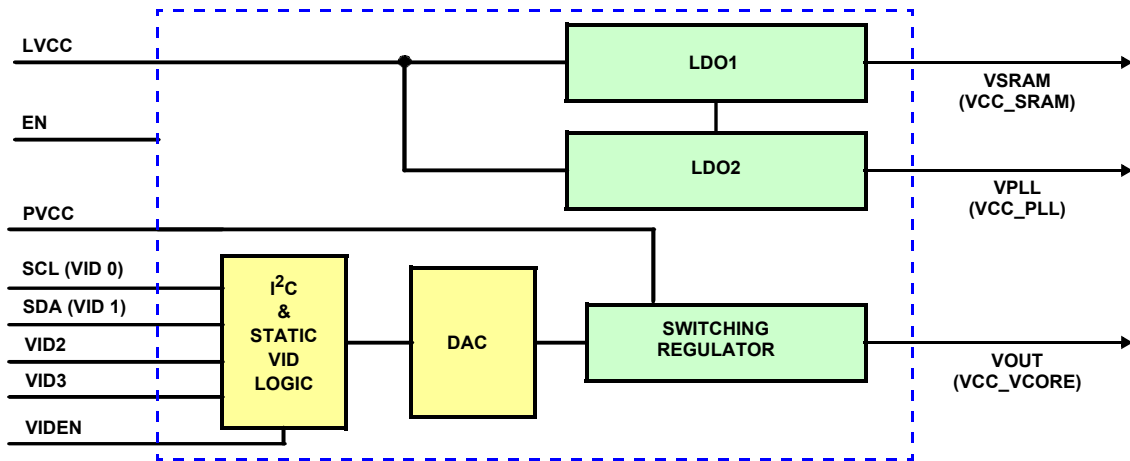 LVCC
LDO1
VSRAM
(VCC_SRAM)
EN
LDO2
VPLL
(VCC_PLL)
PVCC
SCL (VID 0)
SDA (VID 1)
VID2
VID3
VIDEN
I²C
&
STATIC
VID
LOGIC
DAC
SWITCHING
REGULATOR
VOUT
(VCC_VCORE)